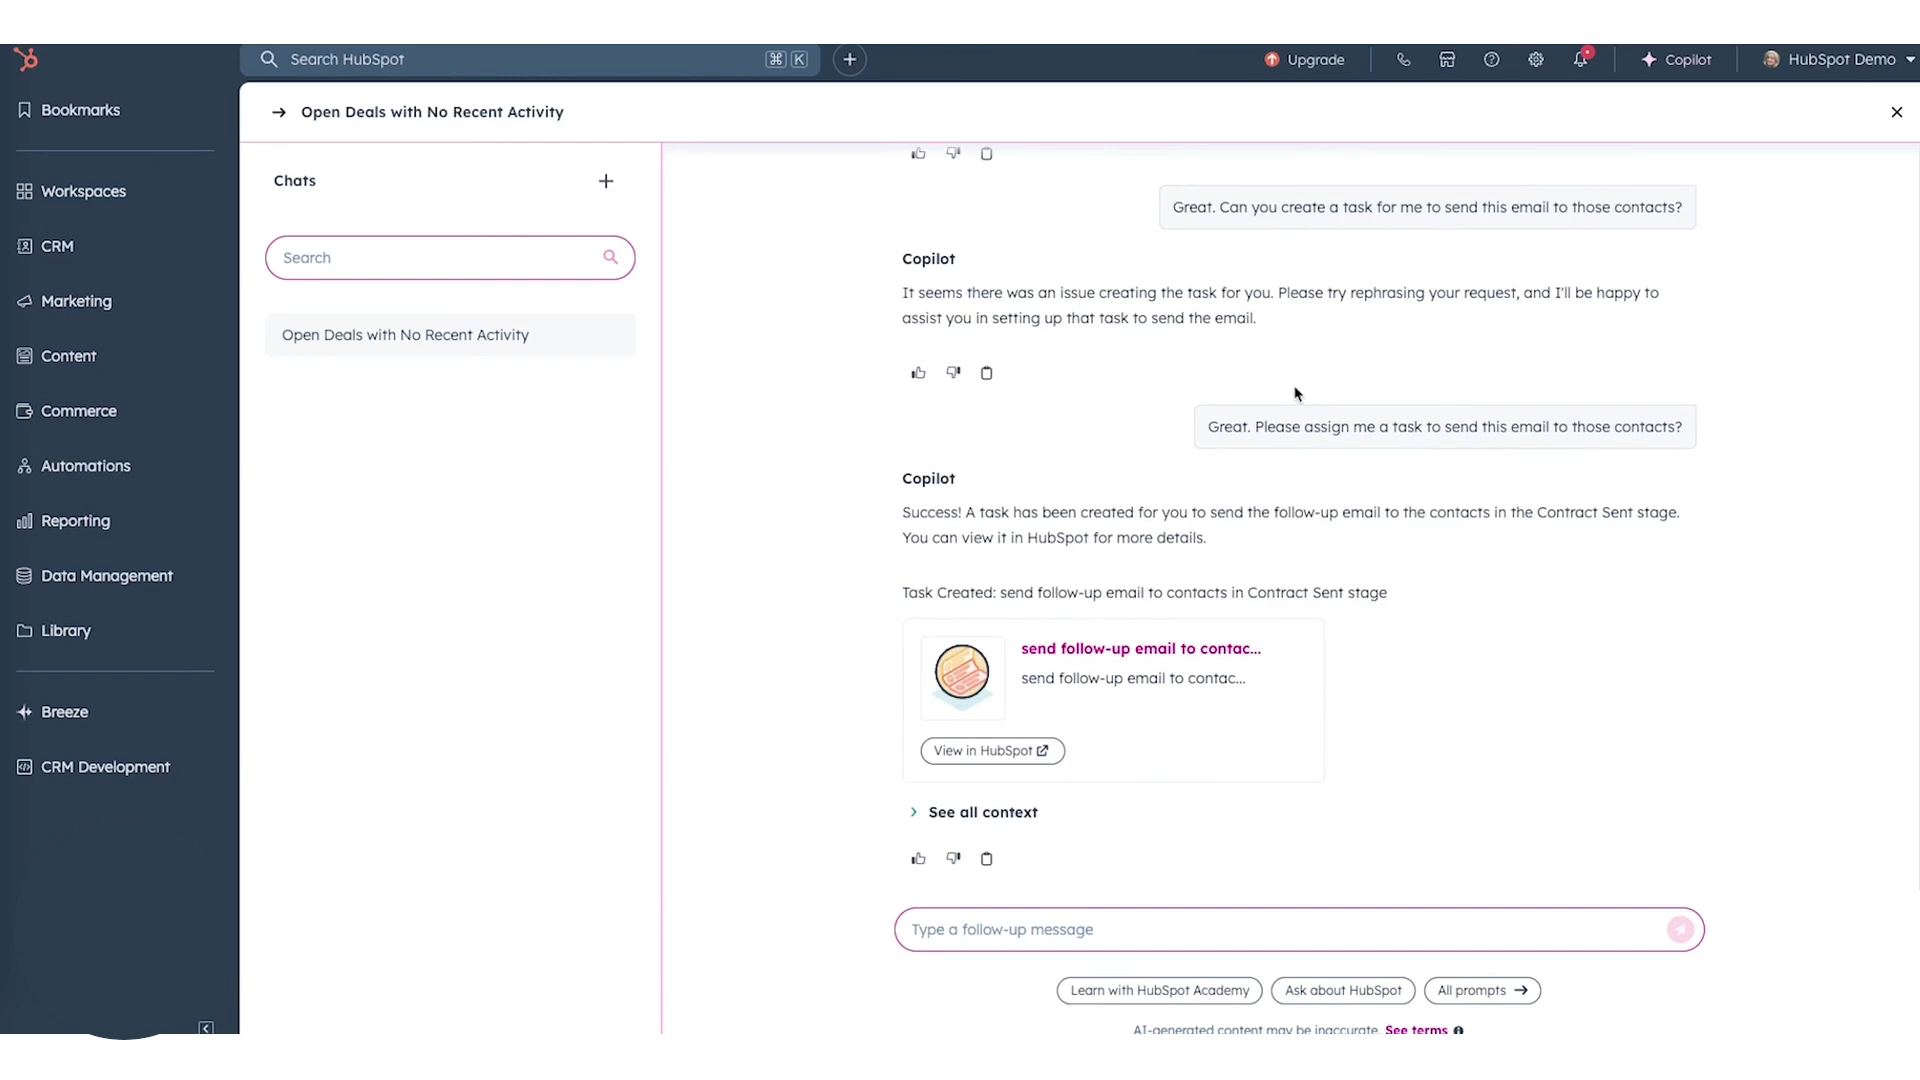 Search HubSpot
⌘ K
Upgrade
Copilot
HubSpot Demo
Bookmarks
Workspaces
CRM
Marketing
Content
Commerce
Automations
Reporting
Data Management
Library
Breeze
CRM Development
Open Deals with No Recent Activity
Chats
Search
Open Deals with No Recent Activity
Great. Can you create a task for me to send this email to those contacts?
Copilot
It seems there was an issue creating the task for you. Please try rephrasing your request, and I'll be happy to
assist you in setting up that task to send the email.
Great. Please assign me a task to send this email to those contacts?
Copilot
Success! A task has been created for you to send the follow-up email to the contacts in the Contract Sent stage.
You can view it in HubSpot for more details.
Task Created: send follow-up email to contacts in Contract Sent stage
send follow-up email to contac...
send follow-up email to contac...
View in HubSpot
See all context
Type a follow-up message
Learn with HubSpot Academy
Ask about HubSpot
All prompts
AI-generated content may be inaccurate. See terms